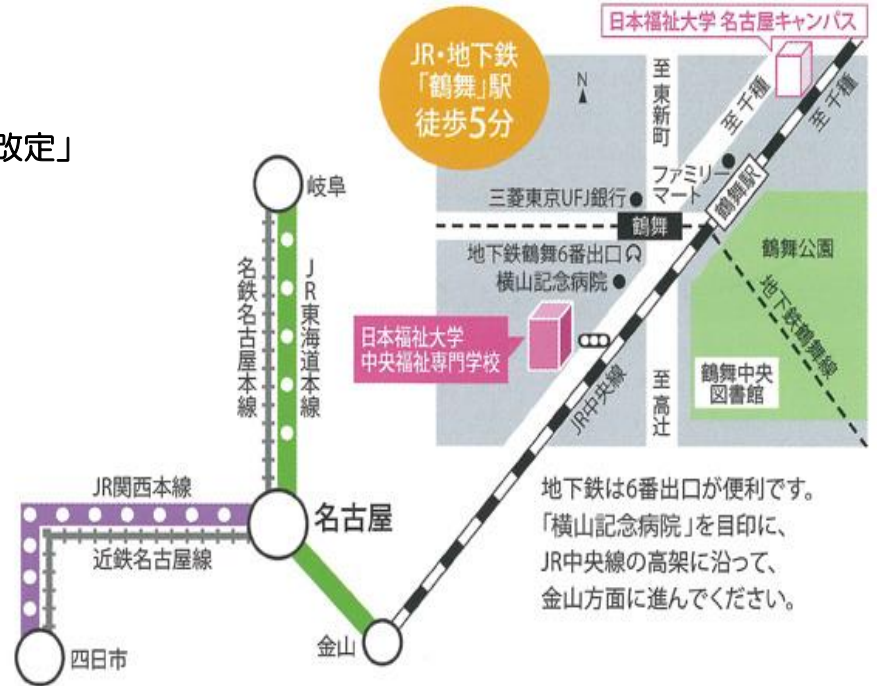 改定」
日本福祉大学 名古屋キャンパス
JR・地下鉄
「鶴舞」駅
徒歩5分
N
至 東新町
至千種
至千種
ファミリー
マート
三菱東京UFJ銀行
鶴舞駅
鶴舞
地下鉄鶴舞6番出口
横山記念病院
鶴舞公園
地下鉄鶴舞線
日本福祉大学
中央福祉専門学校
鶴舞中央
図書館
JR中央線
至 高辻
岐阜
名鉄名古屋本線
JR東海道本線
JR関西本線
名古屋
近鉄名古屋線
四日市
金山
地下鉄は6番出口が便利です。
「横山記念病院」を目印に、
JR中央線の高架に沿って、
金山方面に進んでください。